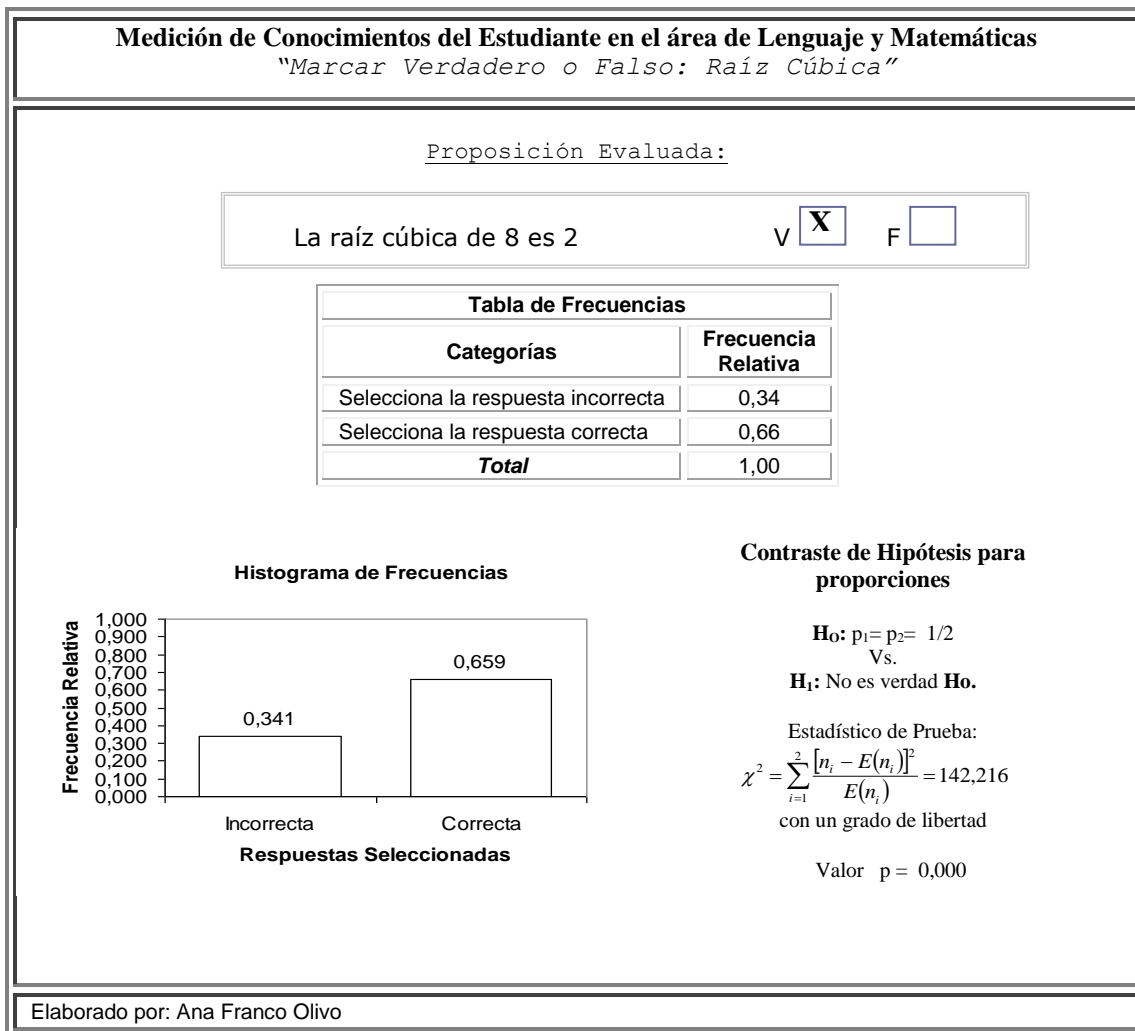 Medición de Conocimientos del Estudiante en el área de Lenguaje y Matemáticas
“Marcar Verdadero o Falso: Raíz Cúbica”
Proposición Evaluada:
La raíz cúbica de 8 es 2 V X F
Tabla de Frecuencias
Categorías Frecuencia Relativa
Selecciona la respuesta incorrecta 0,34
Selecciona la respuesta correcta 0,66
Total 1,00
Histograma de Frecuencias
Frecuencia Relativa
1,000
0,900
0,800
0,700
0,600
0,500
0,400
0,300
0,200
0,100
0,000
0,341
0,659
Incorrecta Correcta
Respuestas Seleccionadas
Contraste de Hipótesis para
proporciones
HO: p1= p2= 1/2
Vs.
H1: No es verdad Ho.
Estadístico de Prueba:
χ² = ∑_{i=1}^{2} [n_i − E(n_i)]² / E(n_i) = 142,216
con un grado de libertad
Valor p = 0,000
Elaborado por: Ana Franco Olivo